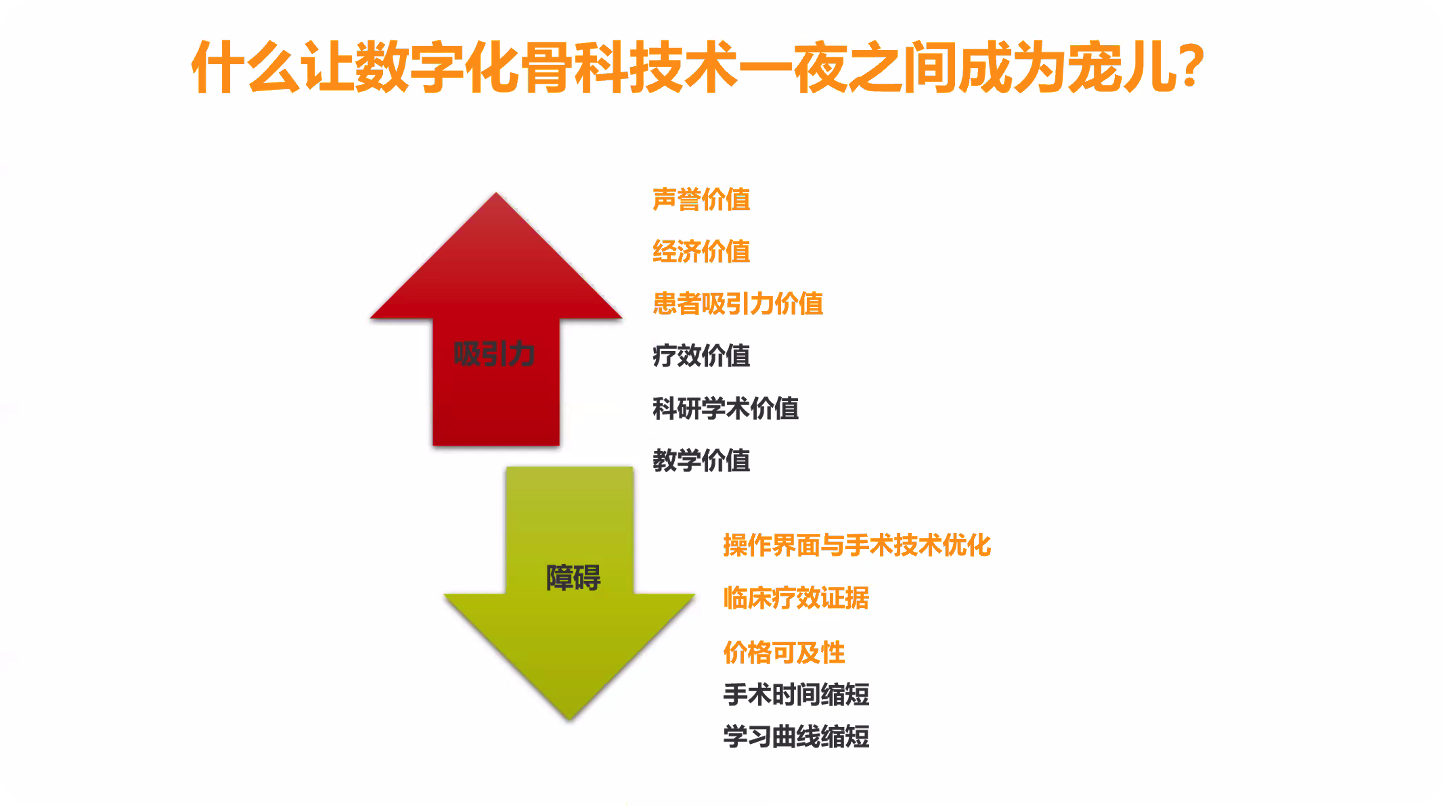 什么让数字化骨科技术一夜之间成为宠儿？
声誉价值
经济价值
患者吸引力价值
吸引力
疗效价值
科研学术价值
教学价值
操作界面与手术技术优化
障碍
临床疗效证据
价格可及性
手术时间缩短
学习曲线缩短